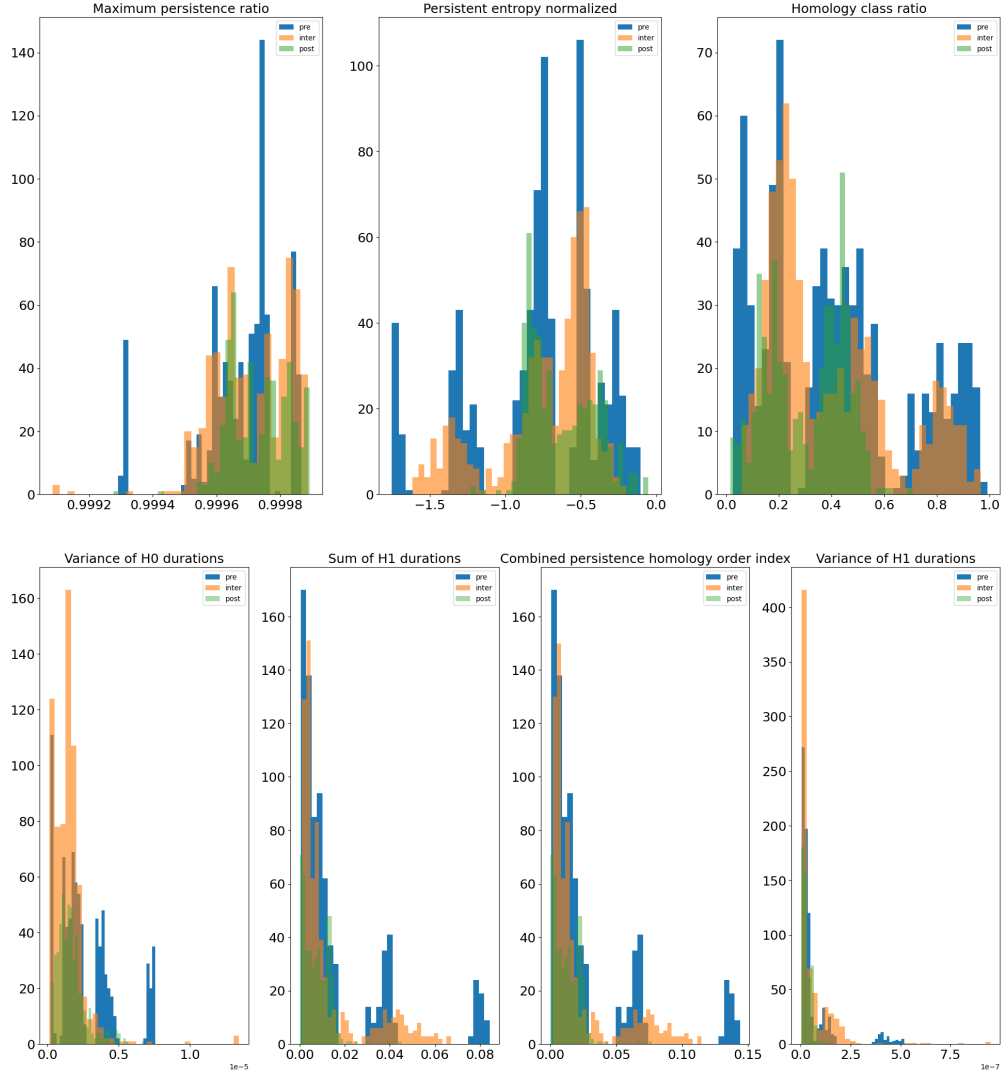 Maximum persistence ratio
Persistent entropy normalized
Homology class ratio
pre
inter
post
pre
inter
post
pre
inter
post
140
120
100
80
60
40
20
0
0.9992
0.9994
0.9996
0.9998
100
80
60
40
20
0
−1.5
−1.0
−0.5
0.0
70
60
50
40
30
20
10
0
0.0
0.2
0.4
0.6
0.8
1.0
Variance of H0 durations
Sum of H1 durations
Combined persistence homology order index
Variance of H1 durations
pre
inter
post
pre
inter
post
pre
inter
post
pre
inter
post
160
140
120
100
80
60
40
20
0
0.0
0.5
1.0
1e−5
160
140
120
100
80
60
40
20
0
0.00
0.02
0.04
0.06
0.08
160
140
120
100
80
60
40
20
0
0.00
0.05
0.10
0.15
400
350
300
250
200
150
100
50
0
0.0
2.5
5.0
7.5
1e−7